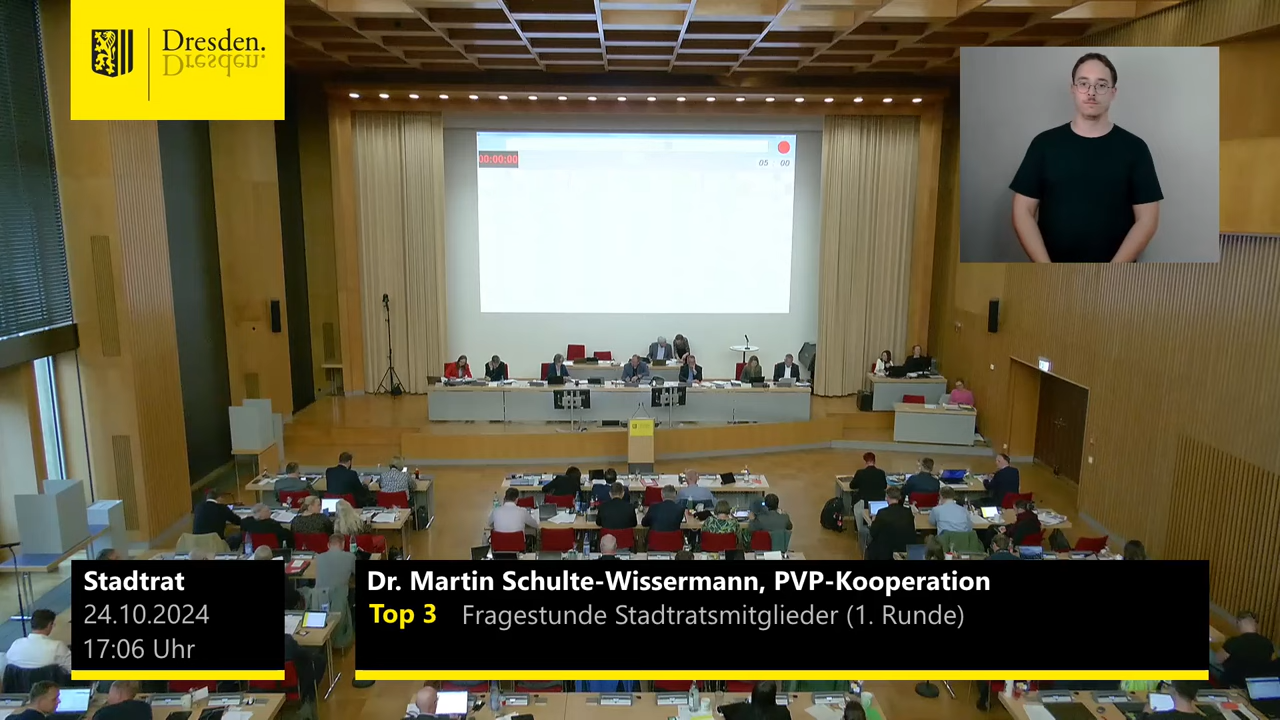 Dresden.
Dresden.
00:00:00
05 00
Stadtrat
24.10.2024
17:06 Uhr
Dr. Martin Schulte-Wissermann, PVP-Kooperation
Top 3 Fragestunde Stadtratsmitglieder (1. Runde)